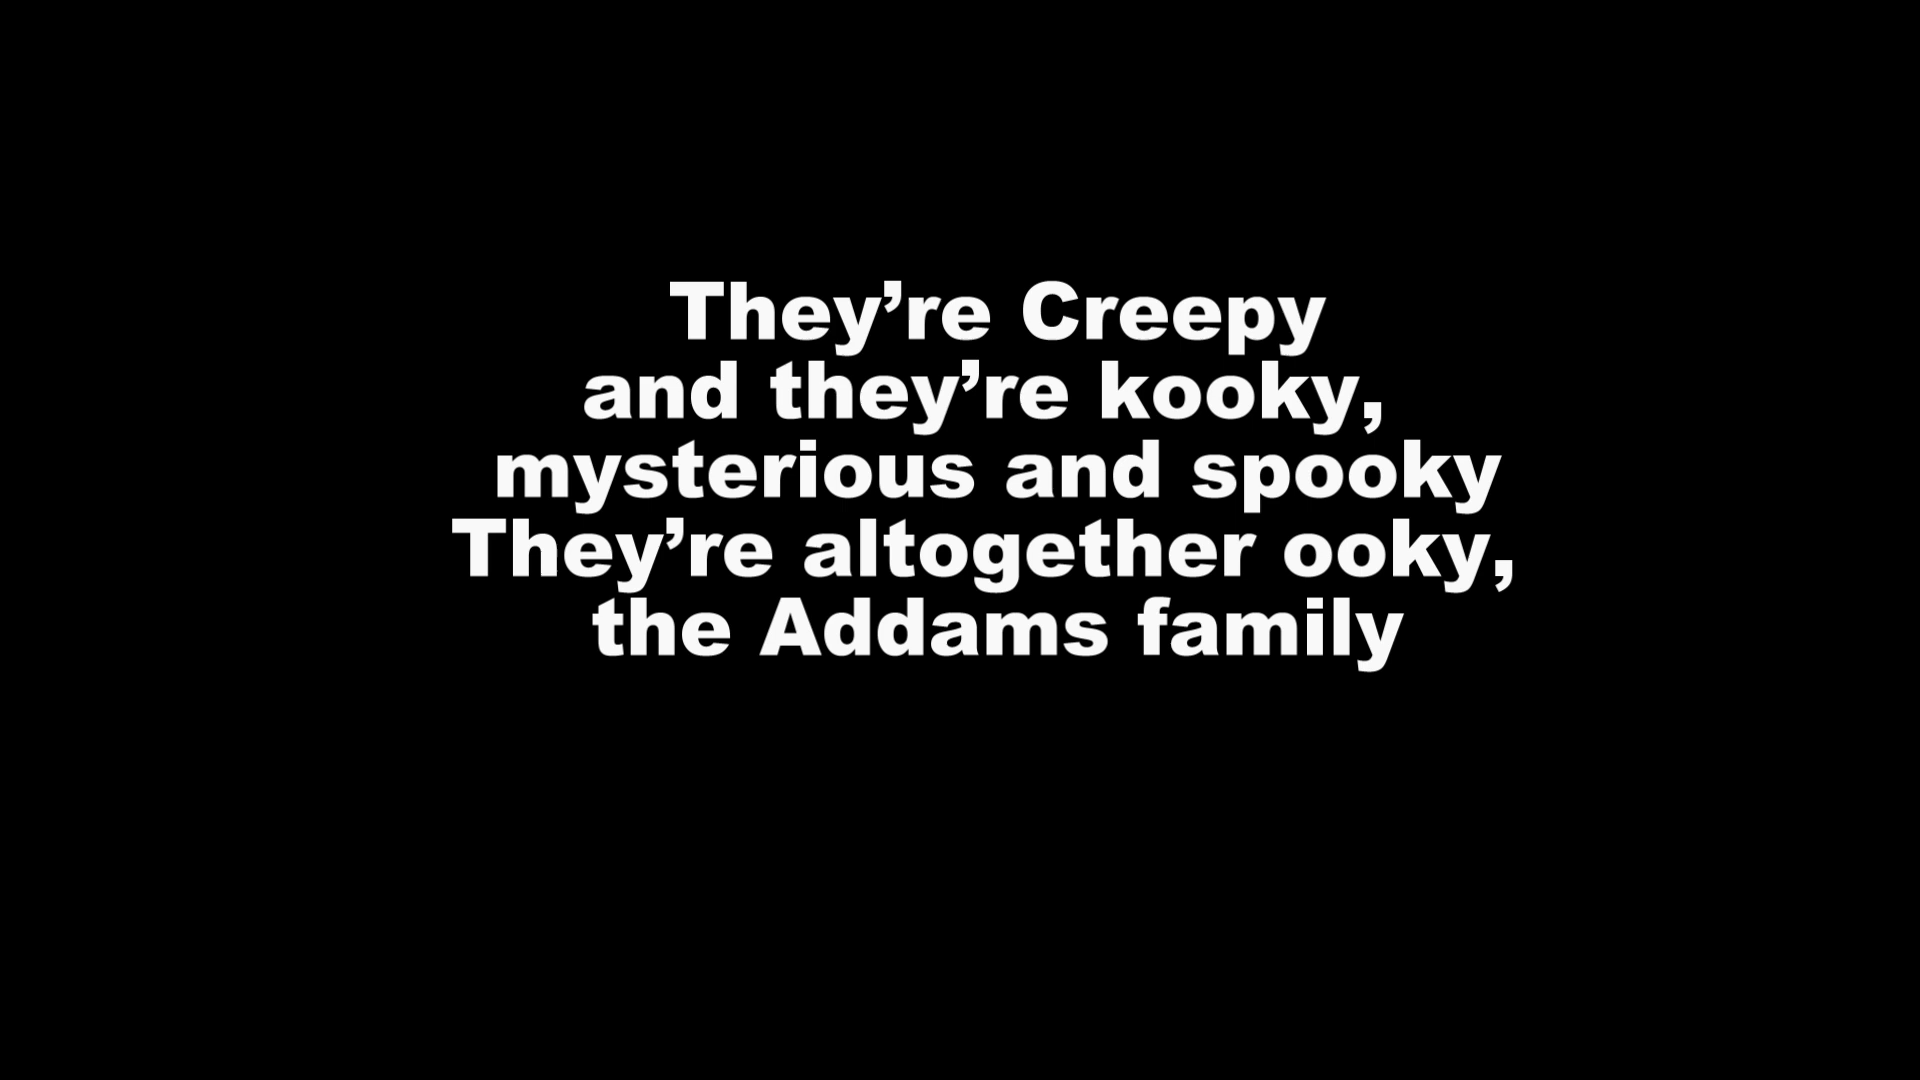 They’re Creepy
and they’re kooky,
mysterious and spooky
They’re altogether ooky,
the Addams family